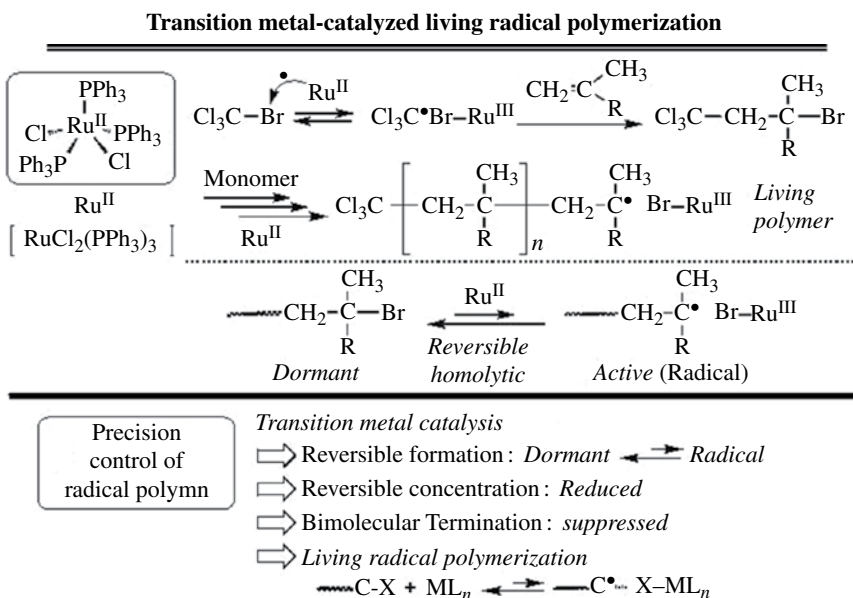 Transition metal-catalyzed living radical polymerization
PPh3
Cl Ru^II PPh3
Ph3P Cl
Ru^II
[ RuCl2(PPh3)3 ]
Cl3C–Br Ru^II ⇌ Cl3C•Br–Ru^III
CH2=C CH3 R
CH3
Cl3C–CH2–C–Br
R
Monomer
Ru^II
CH3 CH3
Cl3C–[CH2–C]n–CH2–C• Br–Ru^III
R R
Living
polymer
CH3 CH3
CH2–C–Br Ru^II CH2–C• Br–Ru^III
R R
Reversible
homolytic
Dormant
Active (Radical)
Precision
control of
radical polymn
Transition metal catalysis
⇒ Reversible formation : Dormant ⇌ Radical
⇒ Reversible concentration : Reduced
⇒ Bimolecular Termination : suppressed
⇒ Living radical polymerization
C-X + MLn ⇌ C• X–MLn